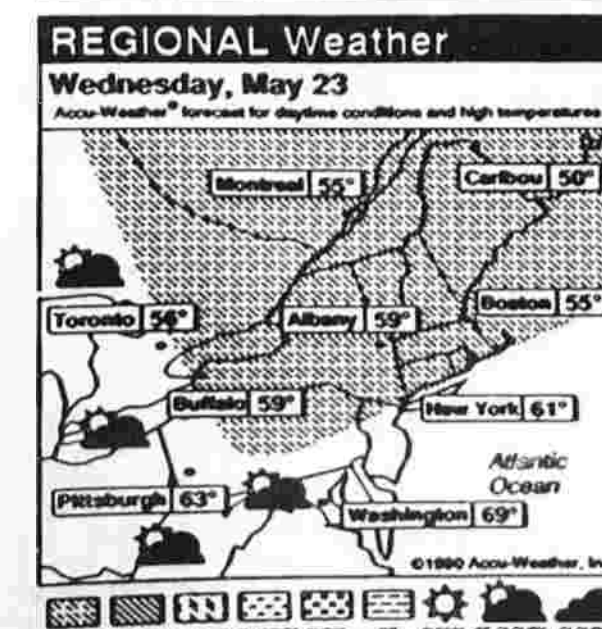 REGIONAL Weather
Wednesday, May 23
Accu-Weather® forecast for daytime conditions and high temperatures
Montreal 55°
Caribou 50°
Toronto 56°
Albany 59°
Boston 55°
Buffalo 59°
New York 61°
Atlantic
Ocean
Pittsburgh 63°
Washington 69°
©1990 Accu-Weather, In